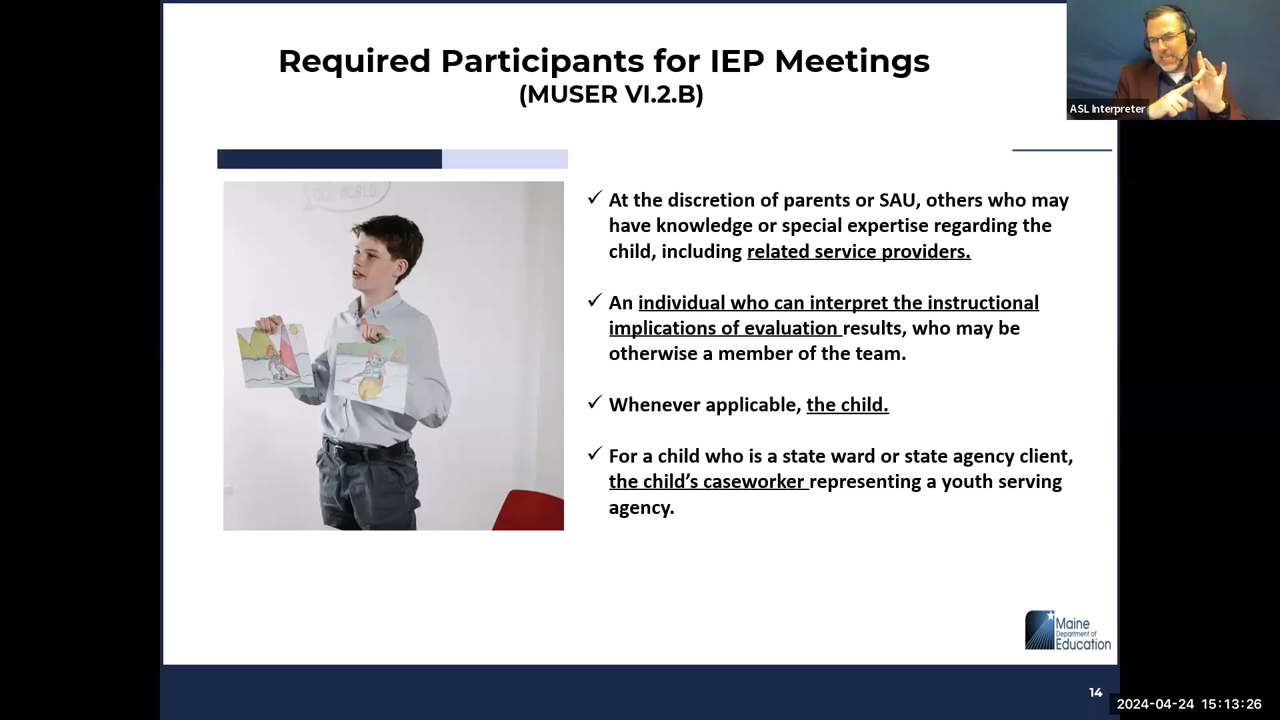 Required Participants for IEP Meetings
(MUSER VI.2.B)
ASL Interpreter
✓ At the discretion of parents or SAU, others who may
have knowledge or special expertise regarding the
child, including related service providers.
✓ An individual who can interpret the instructional
implications of evaluation results, who may be
otherwise a member of the team.
✓ Whenever applicable, the child.
✓ For a child who is a state ward or state agency client,
the child’s caseworker representing a youth serving
agency.
Maine
Department of
Education
14
2024-04-24 15:13:26